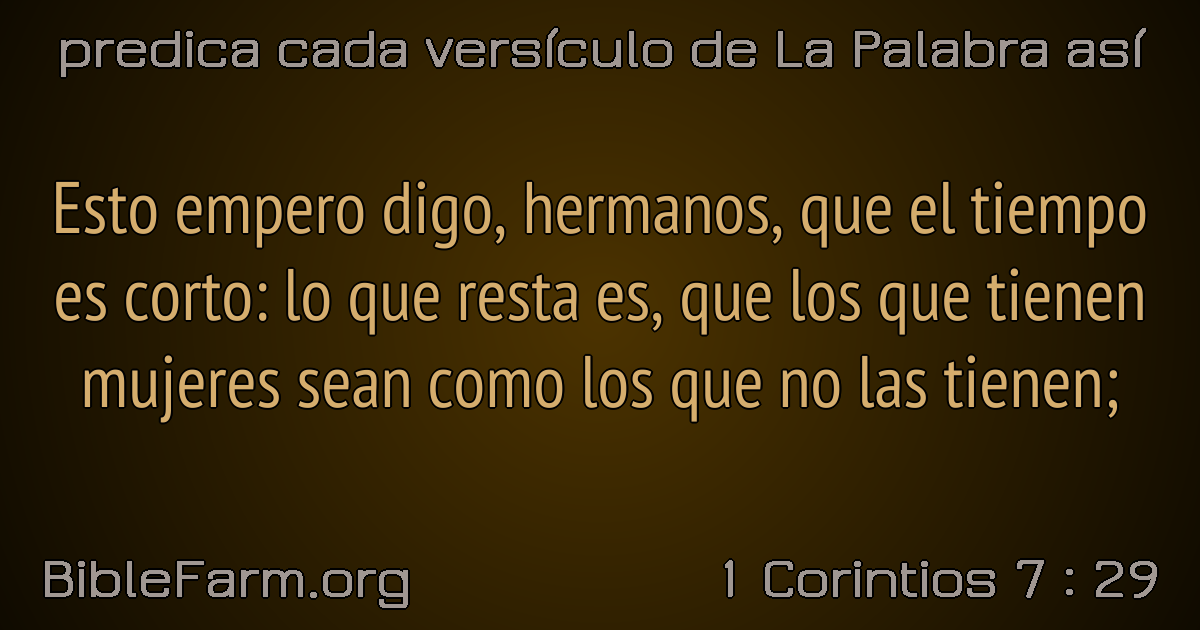 predica cada versículo de La Palabra así
Esto empero digo, hermanos, que el tiempo
es corto: lo que resta es, que los que tienen
mujeres sean como los que no las tienen;
BibleFarm.org
1 Corintios 7 : 29